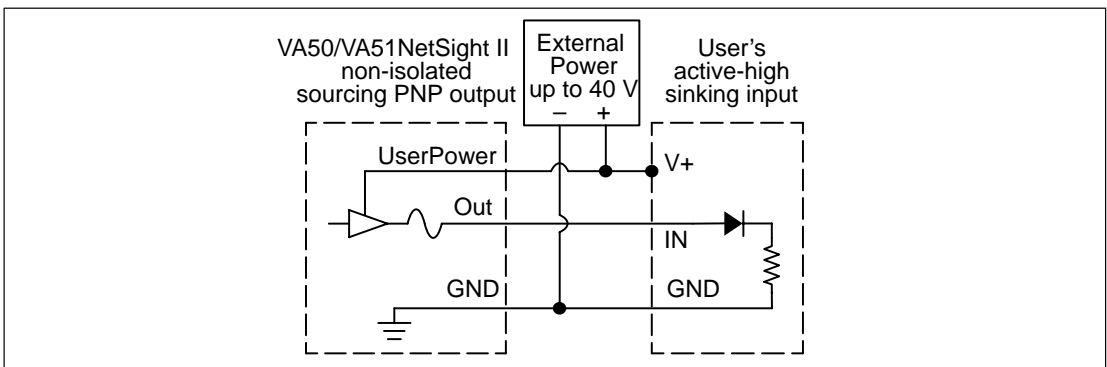 VA50/VA51NetSight II
non-isolated
sourcing PNP output
External
Power
up to 40 V
– +
User's
active-high
sinking input
UserPower
V+
Out
IN
GND
GND